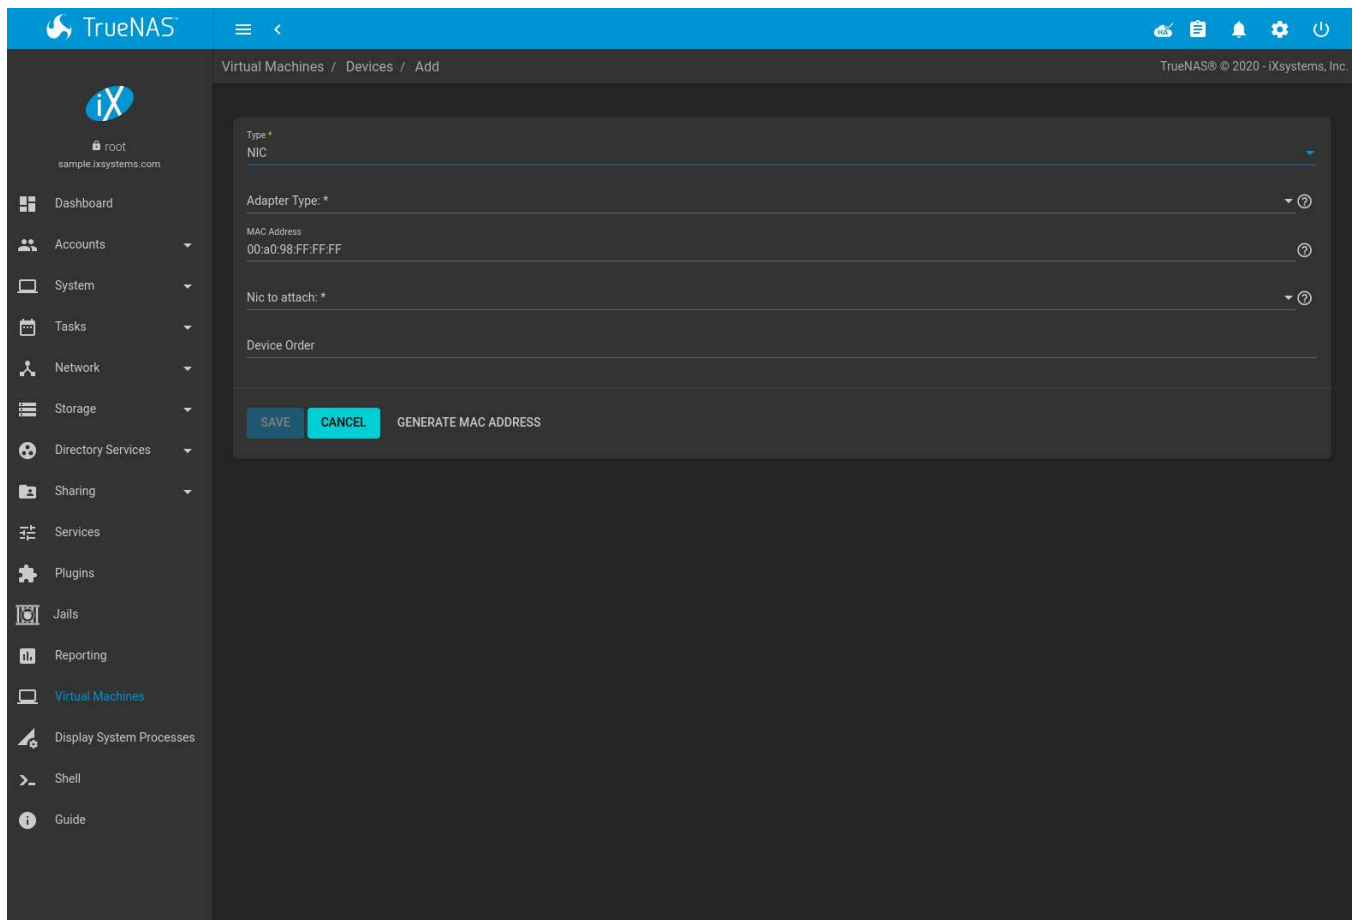 TrueNAS
HA
Virtual Machines / Devices / Add
TrueNAS® © 2020 - iXsystems, Inc.
iX
root
sample.ixsystems.com
Dashboard
Accounts
System
Tasks
Network
Storage
Directory Services
Sharing
Services
Plugins
Jails
Reporting
Virtual Machines
Display System Processes
Shell
Guide
Type *
NIC
Adapter Type: *
MAC Address
00:a0:98:FF:FF:FF
Nic to attach: *
Device Order
SAVE CANCEL GENERATE MAC ADDRESS